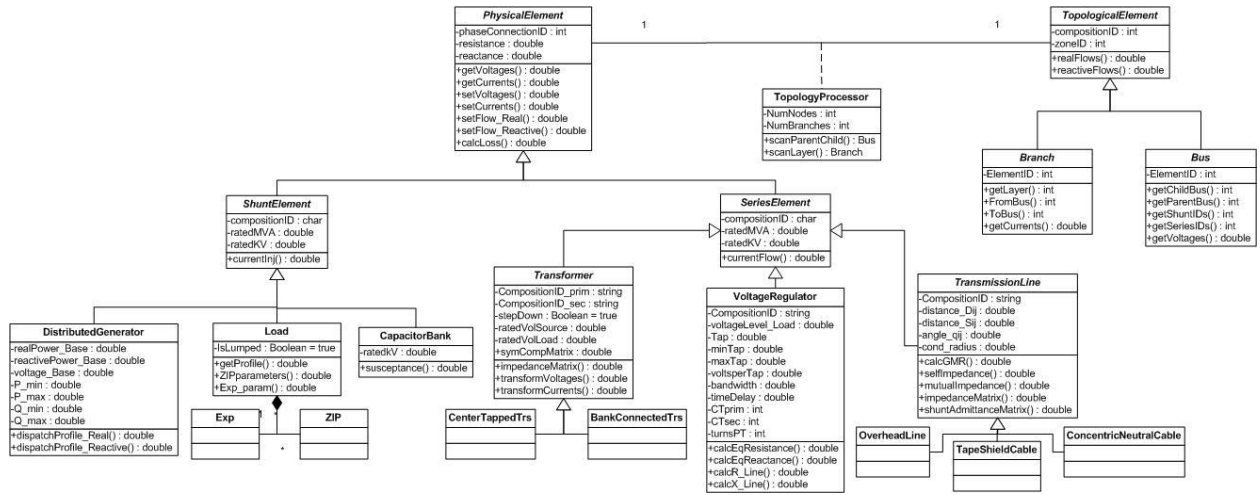 PhysicalElement
-phaseConnectionID : int
-resistance : double
-reactance : double
+getVoltages() : double
+getCurrents() : double
+setVoltages() : double
+setCurrents() : double
+setFlow_Real() : double
+setFlow_Reactive() : double
+calcLoss() : double
1
1
TopologicalElement
-compositionID : int
-zoneID : int
+realFlows() : double
+reactiveFlows() : double
TopologyProcessor
-NumNodes : int
-NumBranches : int
+scanParentChild() : Bus
+scanLayer() : Branch
Branch
-ElementID : int
+getLayer() : int
+FromBus() : int
+ToBus() : int
+getCurrents() : double
Bus
-ElementID : int
+getChildBus() : int
+getParentBus() : int
+getShuntIDs() : int
+getSeriesIDs() : int
+getVoltages() : double
ShuntElement
-compositionID : char
-ratedMVA : double
-ratedKV : double
+currentInj() : double
SeriesElement
-compositionID : char
-ratedMVA : double
-ratedKV : double
+currentFlow() : double
DistributedGenerator
-realPower_Base : double
-reactivePower_Base : double
-voltage_Base : double
-P_min : double
-P_max : double
-Q_min : double
-Q_max : double
+dispatchProfile_Real() : double
+dispatchProfile_Reactive() : double
Load
-IsLumped : Boolean = true
+getProfile() : double
+ZIPparameters() : double
+Exp_param() : double
CapacitorBank
-ratedkV : double
+susceptance() : double
Exp
1
*
*
ZIP
Transformer
-CompositionID_prim : string
-CompositionID_sec : string
-stepDown : Boolean = true
-ratedVolSource : double
-ratedVolLoad : double
+symCompMatrix : double
+impedanceMatrix() : double
+transformVoltages() : double
+transformCurrents() : double
CenterTappedTrs
BankConnectedTrs
VoltageRegulator
-CompositionID : string
-voltageLevel_Load : double
-Tap : double
-minTap : double
-maxTap : double
-voltsperTap : double
-bandwidth : double
-timeDelay : double
-CTprim : int
-CTsec : int
-turnsPT : int
+calcEqResistance() : double
+calcEqReactance() : double
+calcR_Line() : double
+calcX_Line() : double
TransmissionLine
-CompositionID : string
-distance_Dij : double
-distance_Sij : double
-angle_qij : double
-cond_radius : double
+calcGMR() : double
+selfImpedance() : double
+mutualImpedance() : double
+impedanceMatrix() : double
+shuntAdmittanceMatrix() : double
OverheadLine
TapeShieldCable
ConcentricNeutralCable